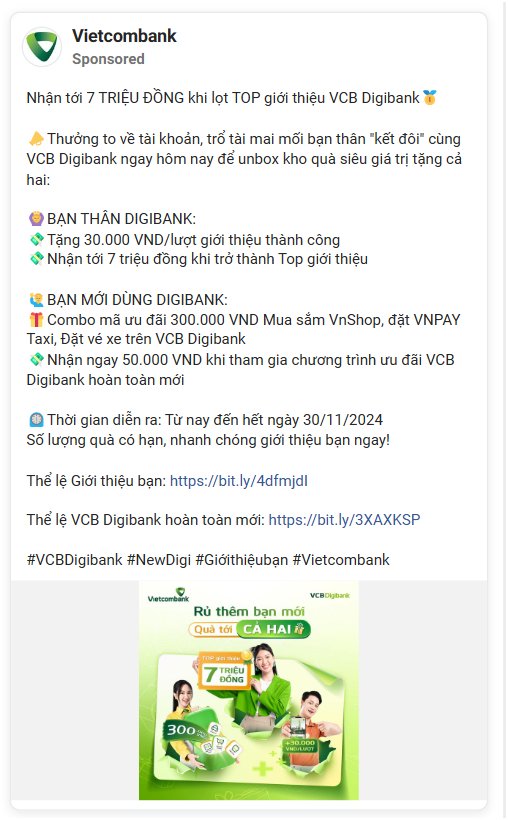 Vietcombank
Sponsored
Nhận tới 7 TRIỆU ĐỒNG khi lọt TOP giới thiệu VCB Digibank🥇
📣Thưởng to về tài khoản, trổ tài mai mối bạn thân "kết đôi" cùng
VCB Digibank ngay hôm nay để unbox kho quà siêu giá trị tặng cả
hai:
🙆BẠN THÂN DIGIBANK:
💸Tặng 30.000 VND/lượt giới thiệu thành công
💸Nhận tới 7 triệu đồng khi trở thành Top giới thiệu
🙋BẠN MỚI DÙNG DIGIBANK:
🎁Combo mã ưu đãi 300.000 VND Mua sắm VnShop, đặt VNPAY
Taxi, Đặt vé xe trên VCB Digibank
💸Nhận ngay 50.000 VND khi tham gia chương trình ưu đãi VCB
Digibank hoàn toàn mới
⏲Thời gian diễn ra: Từ nay đến hết ngày 30/11/2024
Số lượng quà có hạn, nhanh chóng giới thiệu bạn ngay!
Thể lệ Giới thiệu bạn: https://bit.ly/4dfmjdI
Thể lệ VCB Digibank hoàn toàn mới: https://bit.ly/3XAXKSP
#VCBDigibank #NewDigi #Giớithiệubạn #Vietcombank
Vietcombank
VCBDigibank
Rủ thêm bạn mới
Quà tới CẢ HAI
TOP giới thiệu
7 TRIỆU
ĐỒNG
300
+30.000
VND/LƯỢT